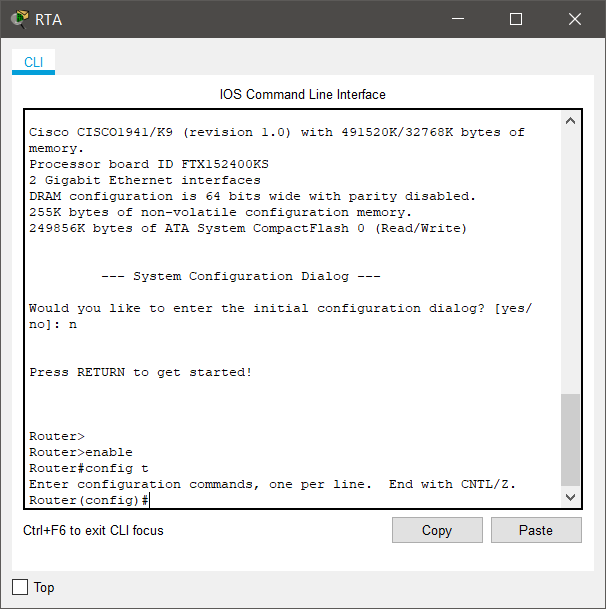 RTA
CLI
IOS Command Line Interface
Cisco CISCO1941/K9 (revision 1.0) with 491520K/32768K bytes of
memory.
Processor board ID FTX152400KS
2 Gigabit Ethernet interfaces
DRAM configuration is 64 bits wide with parity disabled.
255K bytes of non-volatile configuration memory.
249856K bytes of ATA System CompactFlash 0 (Read/Write)
--- System Configuration Dialog ---
Would you like to enter the initial configuration dialog? [yes/
no]: n
Press RETURN to get started!
Router>
Router>enable
Router#config t
Enter configuration commands, one per line.  End with CNTL/Z.
Router(config)#
Ctrl+F6 to exit CLI focus
Copy
Paste
Top